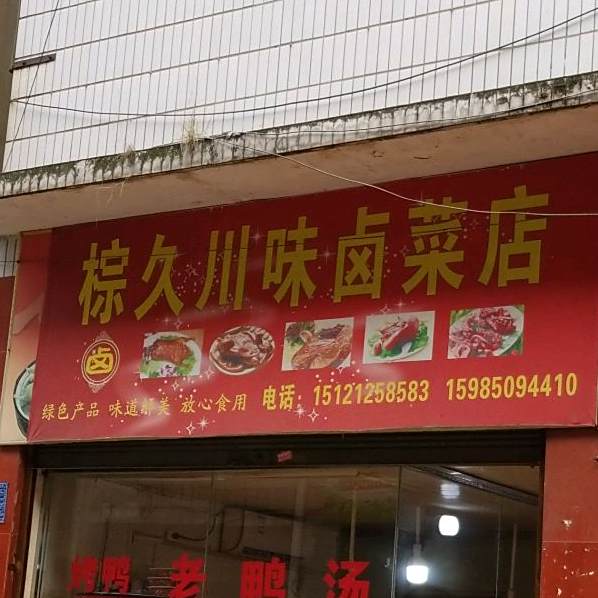 棕久川味卤菜店
卤
绿色产品 味道鲜美 放心食用 电话 15121258583 15985094410
烤鸭 老鸭汤